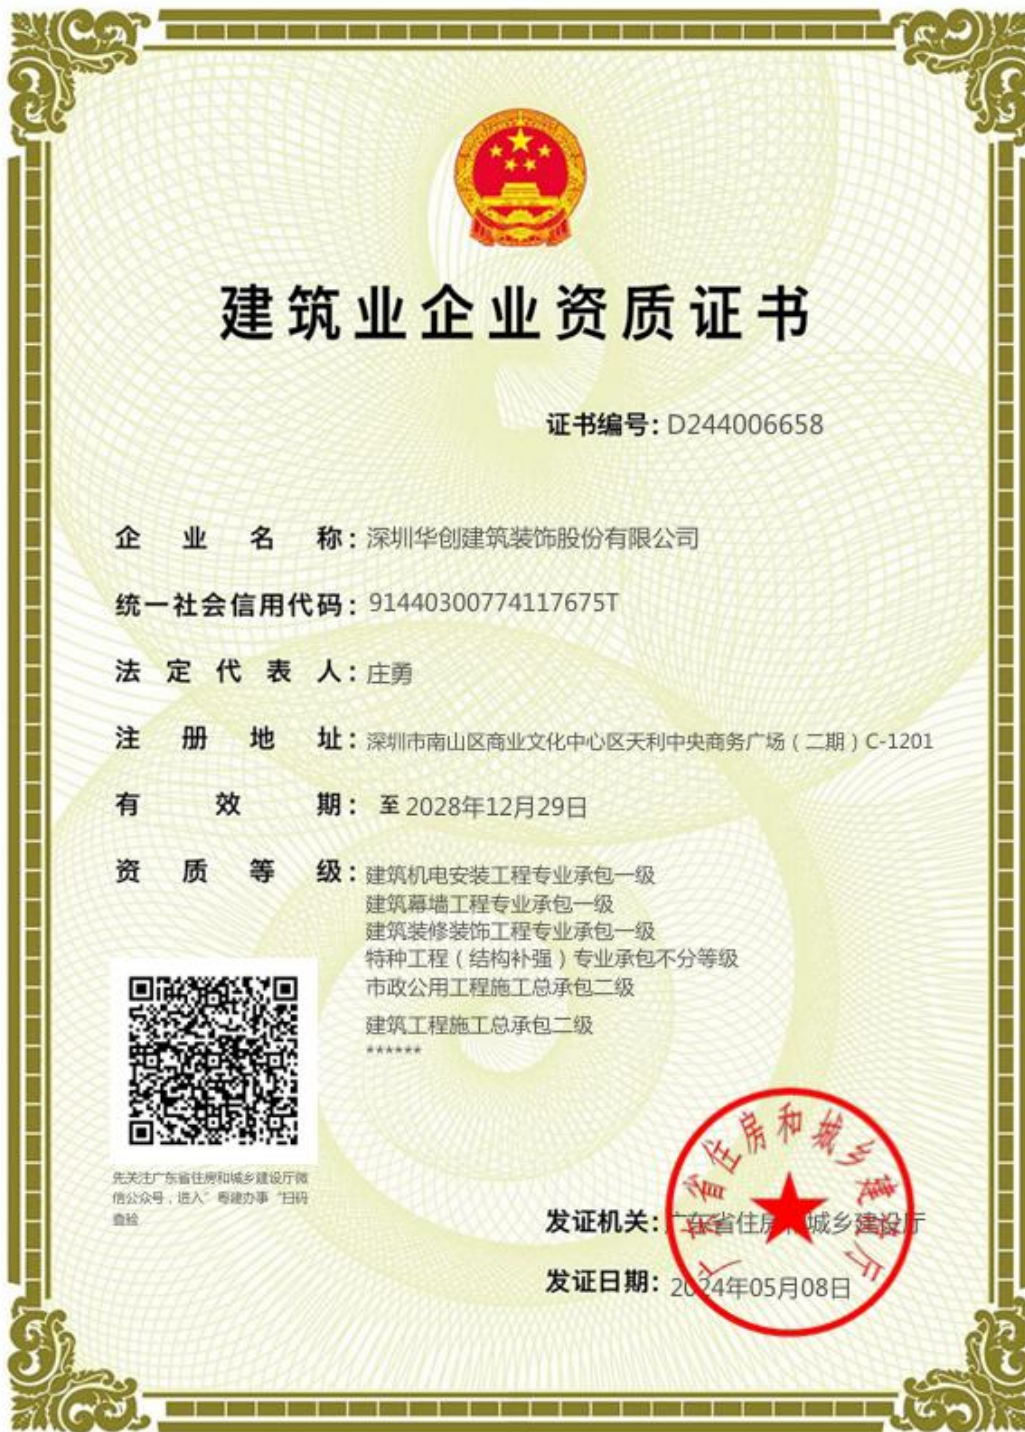 建筑业企业资质证书
证书编号: D244006658
企业名称: 深圳华创建筑装饰股份有限公司
统一社会信用代码: 91440300774117675T
法定代表人: 庄勇
注册地址: 深圳市南山区商业文化中心区天利中央商务广场（二期）C-1201
有效期: 至 2028年12月29日
资质等级: 建筑机电安装工程专业承包一级
建筑幕墙工程专业承包一级
建筑装修装饰工程专业承包一级
特种工程（结构补强）专业承包不分等级
市政公用工程施工总承包二级
建筑工程施工总承包二级
******
先关注广东省住房和城乡建设厅微
信公众号，进入“粤建办事”扫码
查验
广东省住房和城乡建设厅
发证机关: 广东省住房和城乡建设厅
发证日期: 2024年05月08日